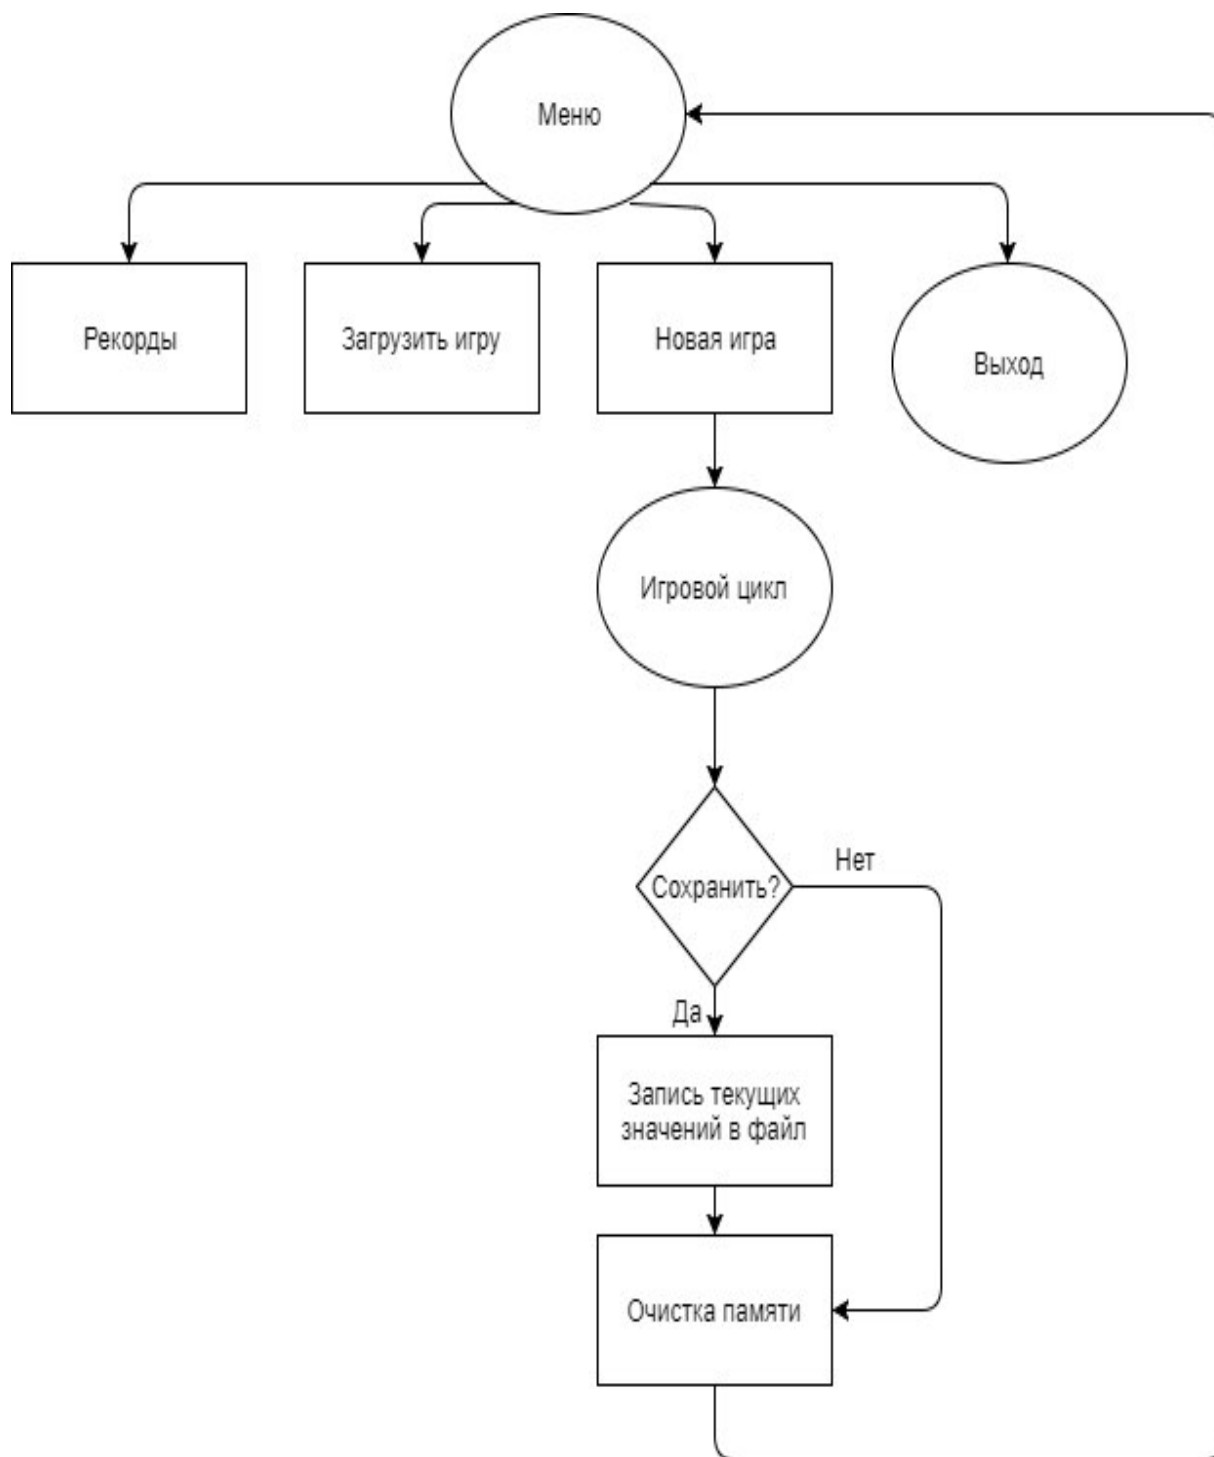 Меню
Рекорды
Загрузить игру
Новая игра
Выход
Игровой цикл
Сохранить?
Нет
Да
Запись текущих
значений в файл
Очистка памяти